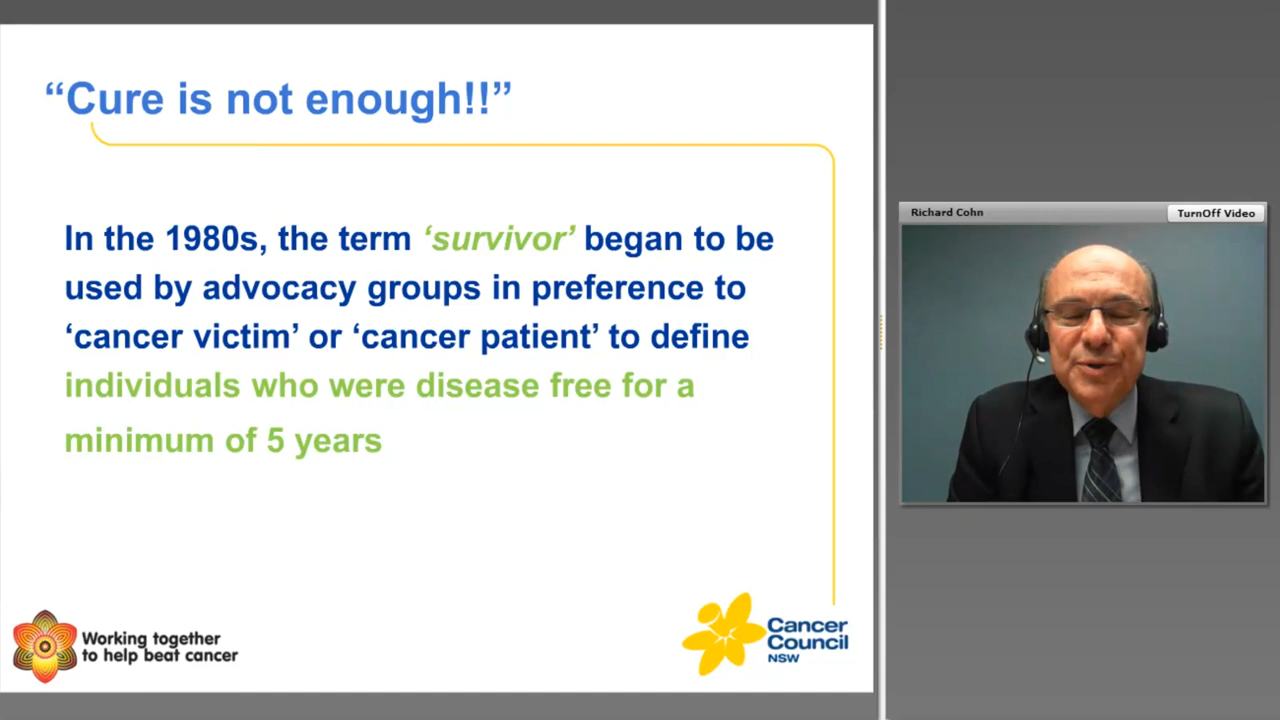 “Cure is not enough!!”
In the 1980s, the term ‘survivor’ began to be
used by advocacy groups in preference to
‘cancer victim’ or ‘cancer patient’ to define
individuals who were disease free for a
minimum of 5 years
Working together
to help beat cancer
Cancer
Council
NSW
Richard Cohn
TurnOff Video